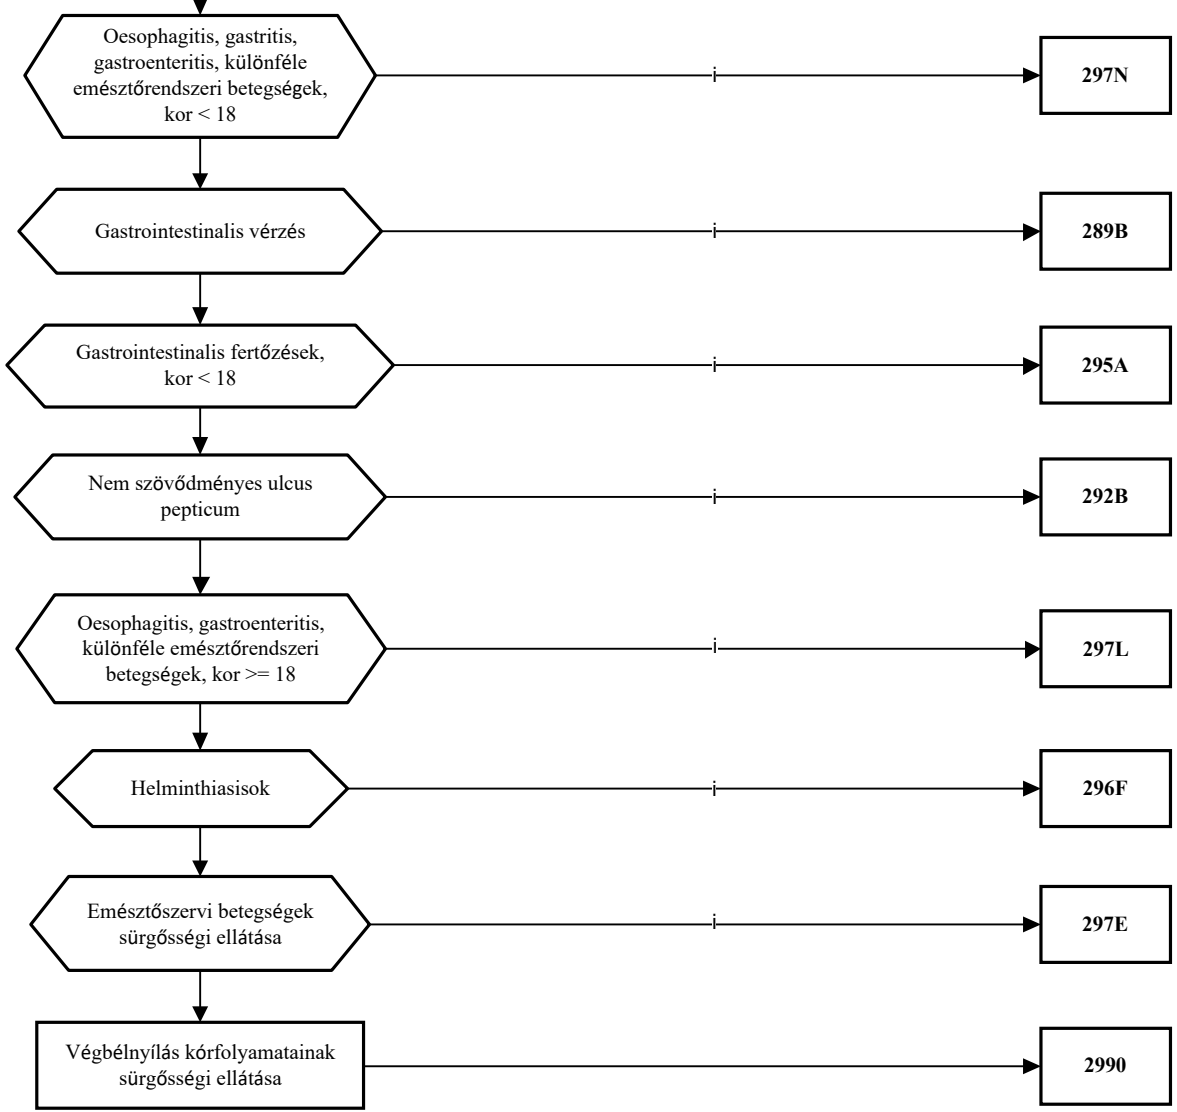 Oesophagitis, gastritis,
gastroenteritis, különféle
emésztőrendszeri betegségek,
kor < 18
i
297N
Gastrointestinalis vérzés
i
289B
Gastrointestinalis fertőzések,
kor < 18
i
295A
Nem szövődményes ulcus
pepticum
i
292B
Oesophagitis, gastroenteritis,
különféle emésztőrendszeri
betegségek, kor >= 18
i
297L
Helminthiasisok
i
296F
Emésztőszervi betegségek
sürgősségi ellátása
i
297E
Végbélnyílás kórfolyamatainak
sürgősségi ellátása
2990